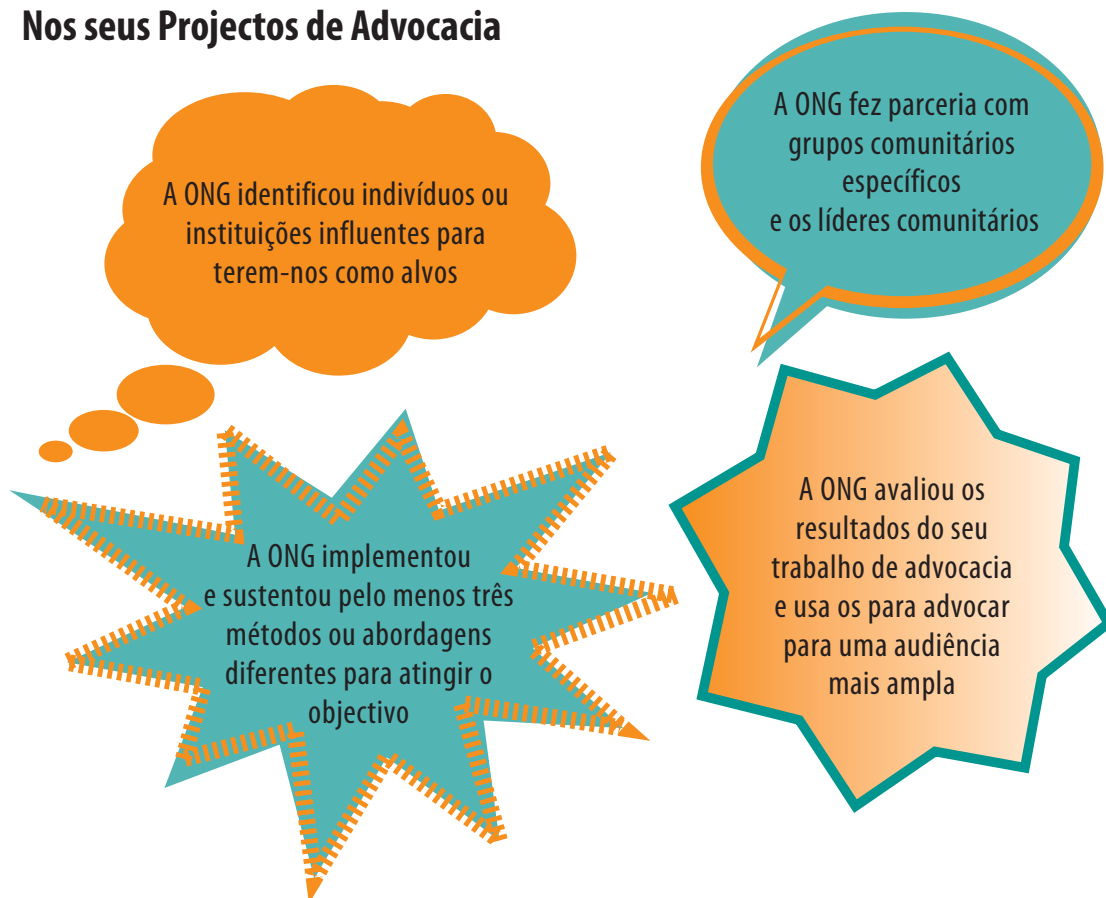 Nos seus Projectos de Advocacia
A ONG identificou indivíduos ou
instituições influentes para
terem-nos como alvos
A ONG fez parceria com
grupos comunitários
específicos
e os líderes comunitários
A ONG implementou
e sustentou pelo menos três
métodos ou abordagens
diferentes para atingir o
objectivo
A ONG avaliou os
resultados do seu
trabalho de advocacia
e usa os para advocar
para uma audiência
mais ampla